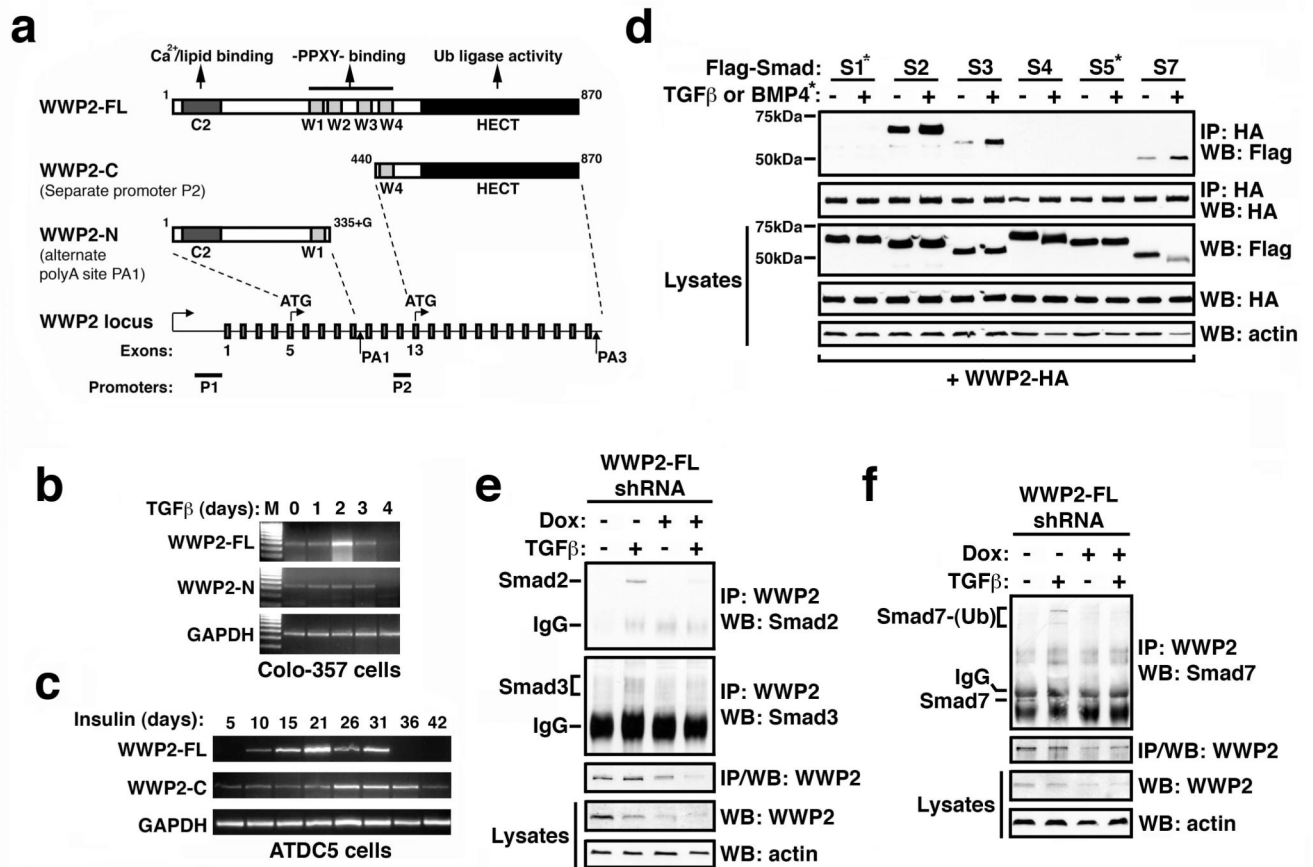 a
Ca2+/lipid binding -PPXY- binding Ub ligase activity
WWP2-FL 1 870
C2 W1 W2 W3 W4 HECT
WWP2-C 440 870
(Separate promoter P2) W4 HECT
WWP2-N 1 335+G
(alternate C2 W1
polyA site PA1)
ATG ATG
WWP2 locus
Exons: 1 5 PA1 13 PA3
Promoters: P1 P2
b
TGFβ (days): M 0 1 2 3 4
WWP2-FL
WWP2-N
GAPDH
Colo-357 cells
c
Insulin (days): 5 10 15 21 26 31 36 42
WWP2-FL
WWP2-C
GAPDH
ATDC5 cells
d
Flag-Smad: S1* S2 S3 S4 S5* S7
TGFβ or BMP4*: - + - + - + - + - + - +
75kDa
50kDa
IP: HA
WB: Flag
IP: HA
WB: HA
75kDa
50kDa
WB: Flag
Lysates
WB: HA
WB: actin
+ WWP2-HA
e
WWP2-FL
shRNA
Dox: - - + +
TGFβ: - + - +
Smad2
IgG
IP: WWP2
WB: Smad2
Smad3
IgG
IP: WWP2
WB: Smad3
IP/WB: WWP2
Lysates
WB: WWP2
WB: actin
f
WWP2-FL
shRNA
Dox: - - + +
TGFβ: - + - +
Smad7-(Ub)
IgG
Smad7
IP: WWP2
WB: Smad7
IP/WB: WWP2
Lysates
WB: WWP2
WB: actin